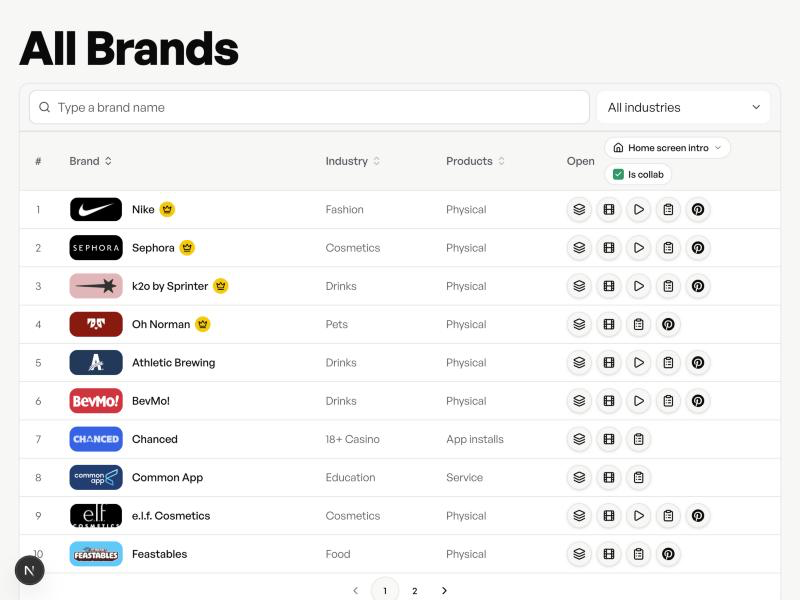 All Brands
Type a brand name
All industries
# Brand Industry Products Open Home screen intro
Is collab
1 Nike Fashion Physical
2 SEPHORA Sephora Cosmetics Physical
3 k2o by Sprinter Drinks Physical
4 Oh Norman Pets Physical
5 A Athletic Brewing Drinks Physical
6 BevMo! BevMo! Drinks Physical
7 CHANCED Chanced 18+ Casino App installs
8 common app Common App Education Service
9 e.l.f. COSMETICS e.l.f. Cosmetics Cosmetics Physical
10 FEASTABLES Feastables Food Physical
N
1 2